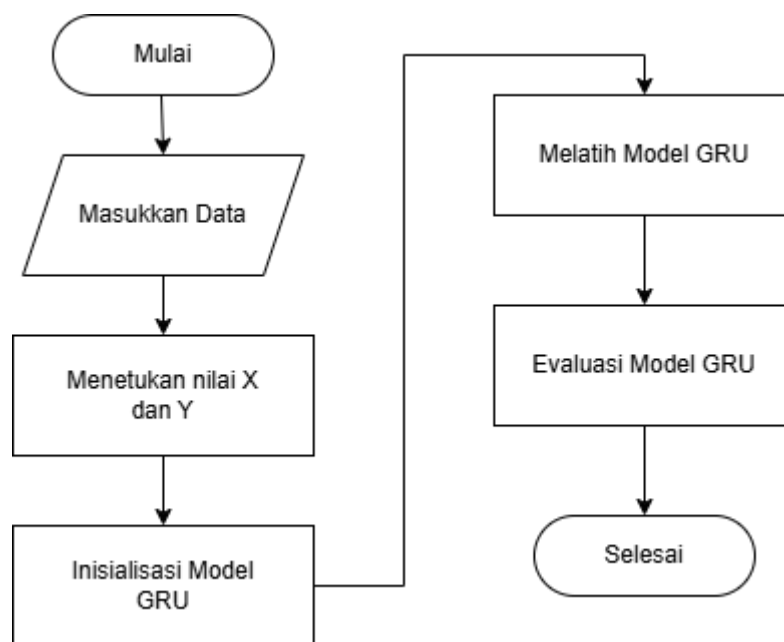 Mulai
Masukkan Data
Menetukan nilai X
dan Y
Inisialisasi Model
GRU
Melatih Model GRU
Evaluasi Model GRU
Selesai